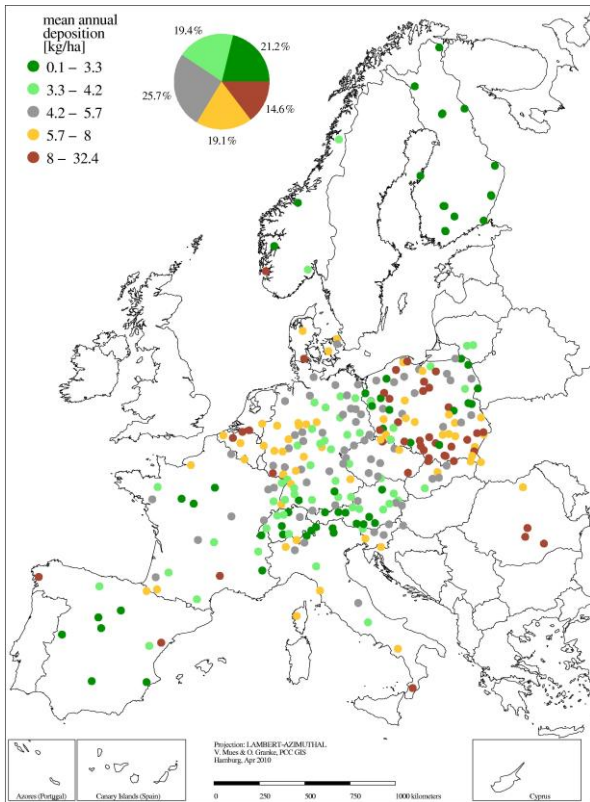 mean annual
deposition
[kg/ha]
0.1 – 3.3
3.3 – 4.2
4.2 – 5.7
5.7 – 8
8 – 32.4
19.4%
21.2%
25.7%
14.6%
19.1%
Projection: LAMBERT-AZIMUTHAL
V. Mues & O. Granke, PCC GIS
Hamburg, Apr 2010
0 250 500 750 1000 kilometers
Azores (Portugal)
Canary Islands (Spain)
Cyprus